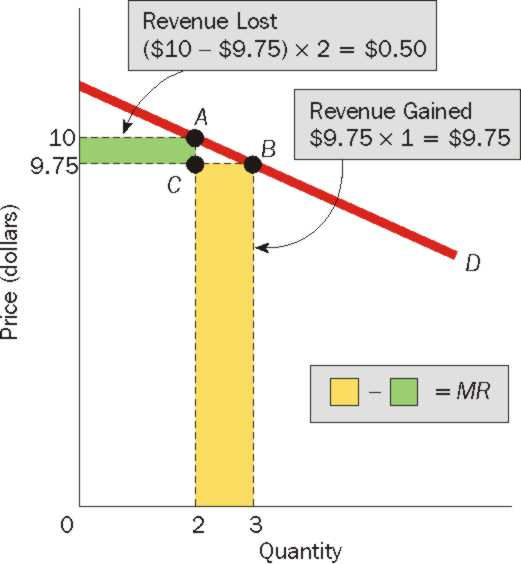 Revenue Lost
($10 – $9.75) × 2 = $0.50
Revenue Gained
$9.75 × 1 = $9.75
A
10
B
9.75
C
D
Price (dollars)
– = MR
0
2
3
Quantity